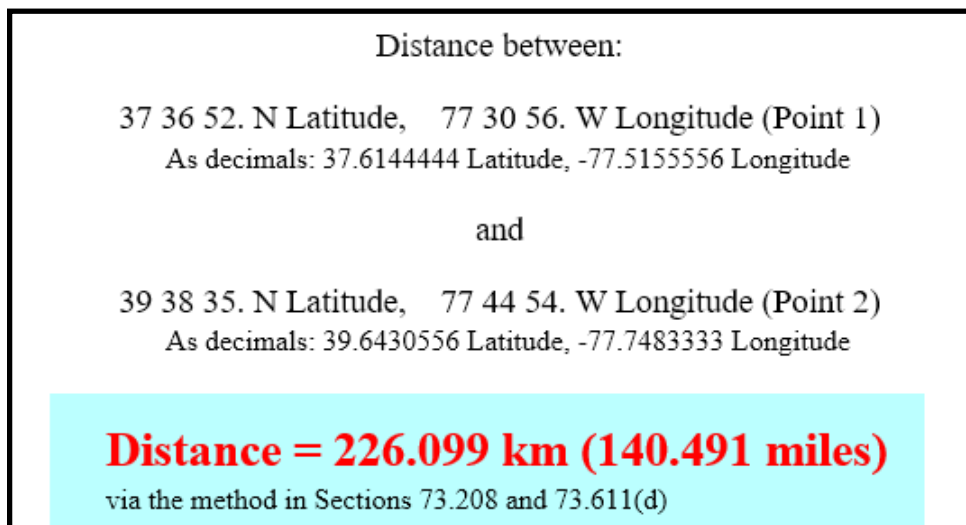 Distance between:
37 36 52. N Latitude, 77 30 56. W Longitude (Point 1)
As decimals: 37.6144444 Latitude, -77.5155556 Longitude
and
39 38 35. N Latitude, 77 44 54. W Longitude (Point 2)
As decimals: 39.6430556 Latitude, -77.7483333 Longitude
Distance = 226.099 km (140.491 miles)
via the method in Sections 73.208 and 73.611(d)